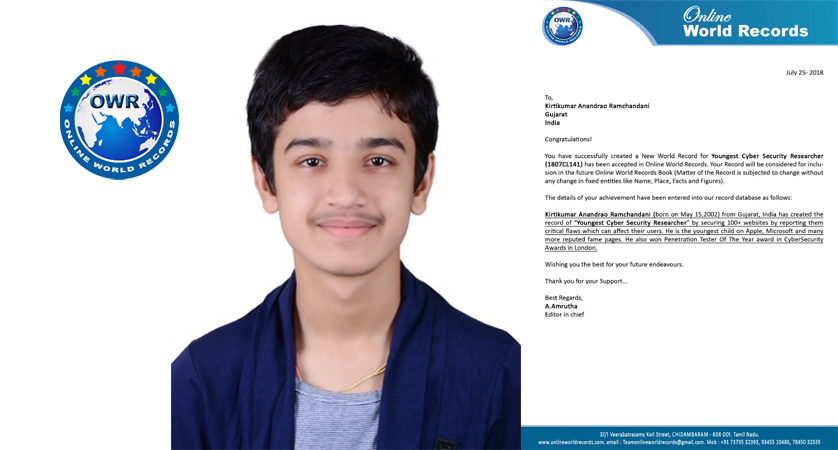 OWR
ONLINE WORLD RECORDS
OWR
Online
World Records
July 25- 2018
To,
Kirtikumar Anandrao Ramchandani
Gujarat
India
Congratulations!
You have successfully created a New World Record for Youngest Cyber Security Researcher
(1807CL141) has been accepted in Online World Records. Your Record will be considered for inclu-
sion in the future Online World Records Book (Matter of the Record is subjected to change without
any change in fixed entities like Name, Place, Facts and Figures).
The details of your achievement have been entered into our record database as follows:
Kirtikumar Anandrao Ramchandani (born on May 15,2002) from Gujarat, India has created the
record of "Youngest Cyber Security Researcher" by securing 100+ websites by reporting them
critical flaws which can affect their users. He is the youngest child on Apple, Microsoft and many
more reputed fame pages. He also won Penetration Tester Of The Year award in CyberSecurity
Awards in London.
Wishing you the best for your future endeavours.
Thank you for your Support...
Best Regards,
A.Amrutha
Editor in chief
37/1 Veerabatrasamy Koil Street, CHIDAMBARAM - 608 001. Tamil Nadu.
www.onlineworldrecords.com. email : Teamonlineworldrecords@gmail.com. Mob : +91 73735 32393, 93455 10486, 78450 32535